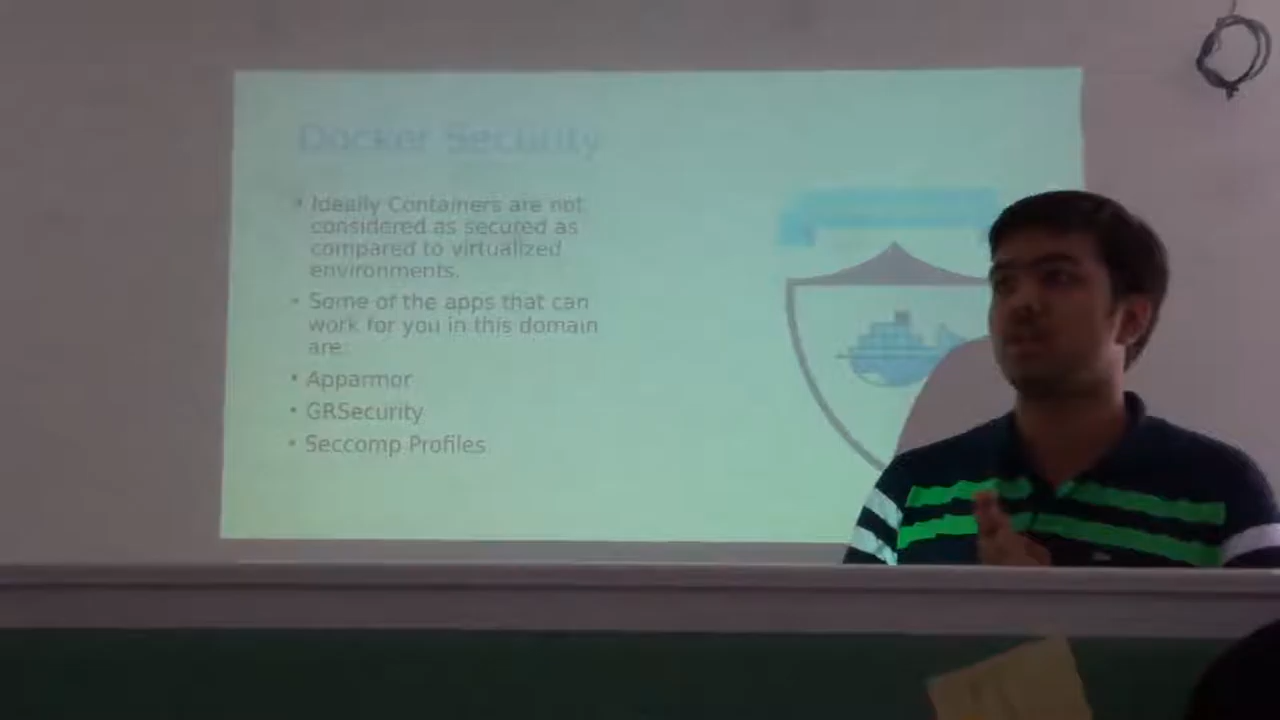 Docker Security
• Ideally Containers are not
considered as secured as
compared to virtualized
environments.
• Some of the apps that can
work for you in this domain
are:
• Apparmor
• GRSecurity
• Seccomp Profiles